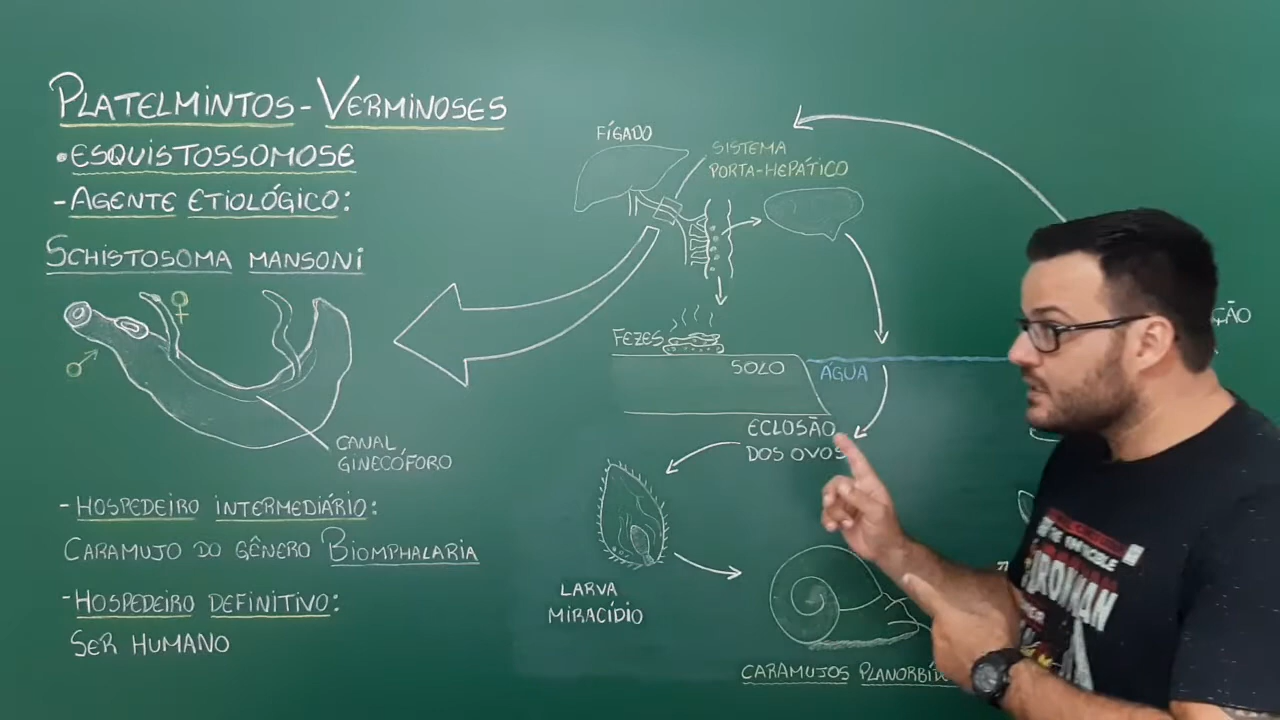 PLATELMINTOS - VERMINOSES
• ESQUISTOSSOMOSE
- AGENTE ETIOLÓGICO:
SCHISTOSOMA MANSONI
♀
♂
CANAL
GINECÓFORO
- HOSPEDEIRO INTERMEDIÁRIO:
CARAMUJO DO GÊNERO BIOMPHALARIA
- HOSPEDEIRO DEFINITIVO:
SER HUMANO
FÍGADO
SISTEMA
PORTA-HEPÁTICO
FEZES
SOLO
ÁGUA
ECLOSÃO
DOS OVOS
LARVA
MIRACÍDIO
CARAMUJOS